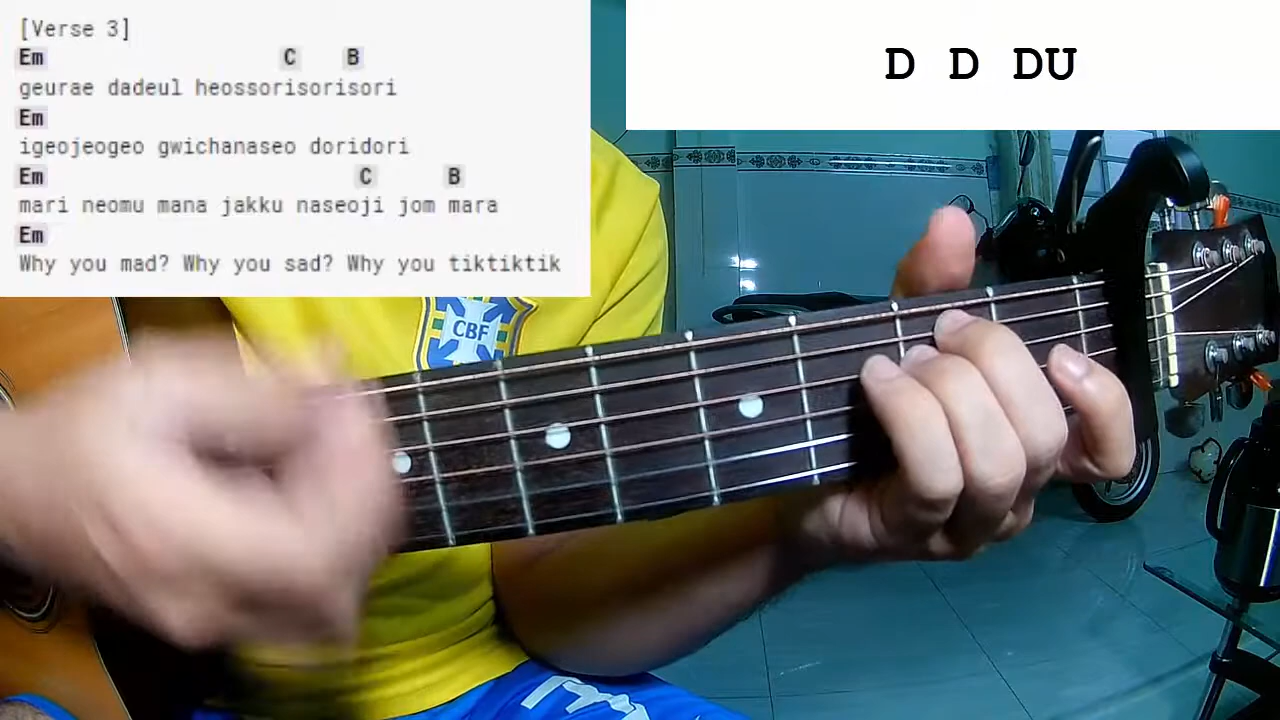 [Verse 3]
Em C B
geurae dadeul heossorisorisori
Em
igeojeogeo gwichanaseo doridori
Em C B
mari neomu mana jakku naseoji jom mara
Em
Why you mad? Why you sad? Why you tiktiktik
D D DU
CBF